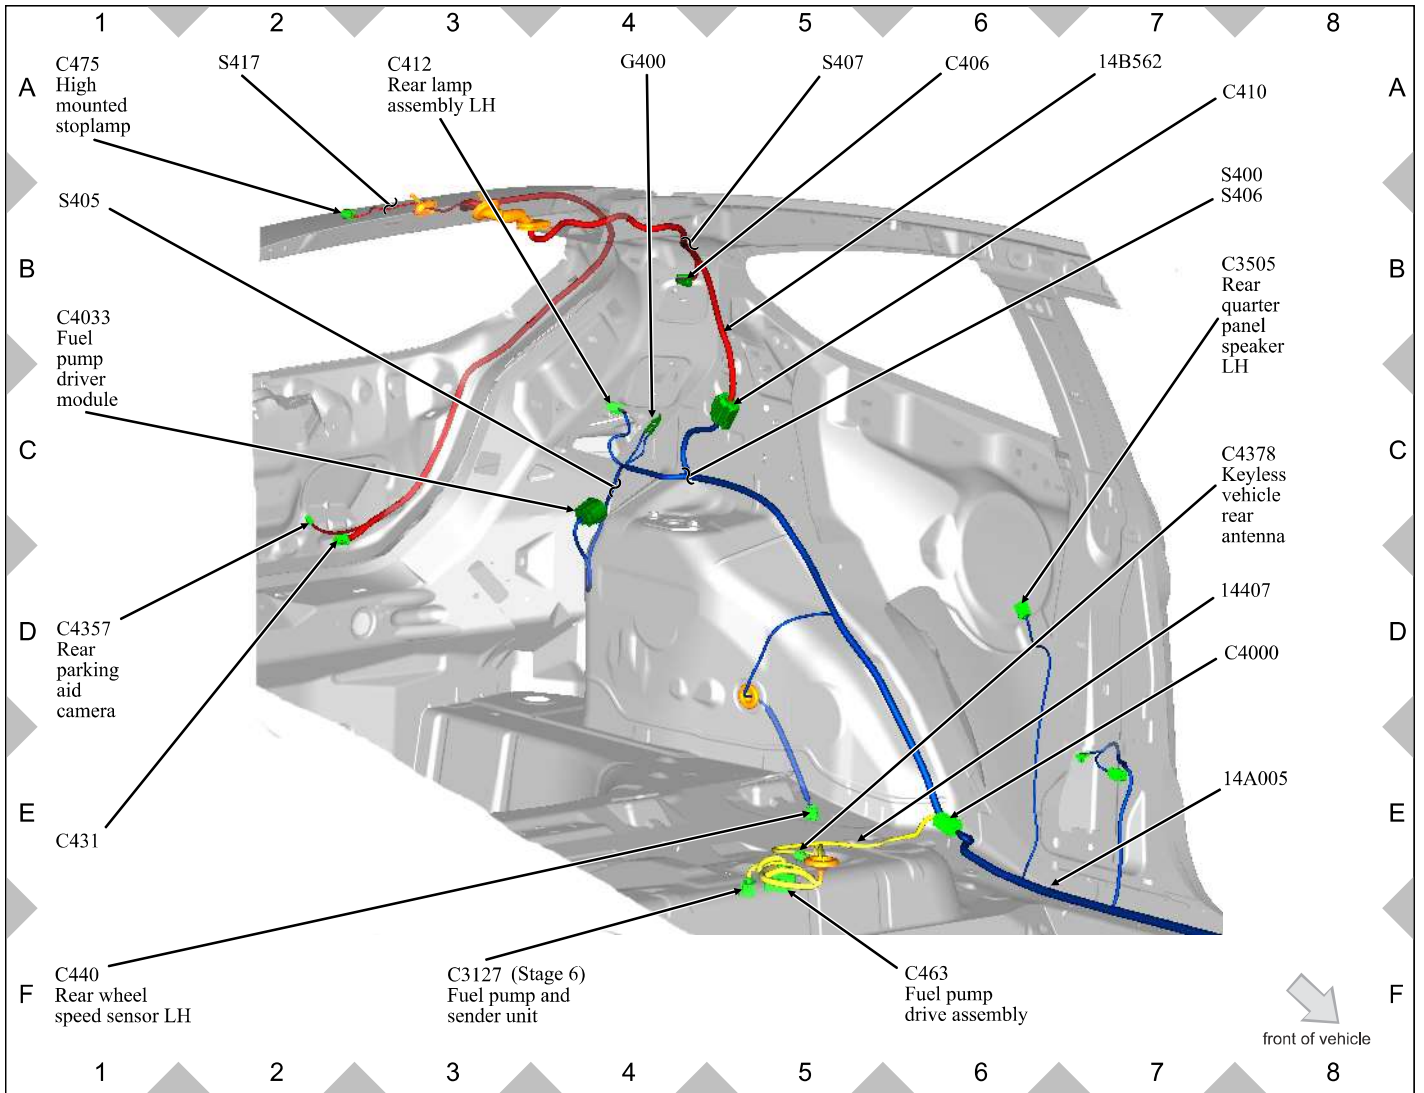 1 2 3 4 5 6 7 8
C475
High
mounted
stoplamp
S417
C412
Rear lamp
assembly LH
G400
S407
C406
14B562
C410
A
A
S405
S400
S406
B
B
C4033
Fuel
pump
driver
module
C3505
Rear
quarter
panel
speaker
LH
C
C
C4378
Keyless
vehicle
rear
antenna
14407
D
D
C4357
Rear
parking
aid
camera
C4000
14A005
E
E
C431
C440
Rear wheel
speed sensor LH
C3127 (Stage 6)
Fuel pump and
sender unit
C463
Fuel pump
drive assembly
F
F
front of vehicle
1 2 3 4 5 6 7 8